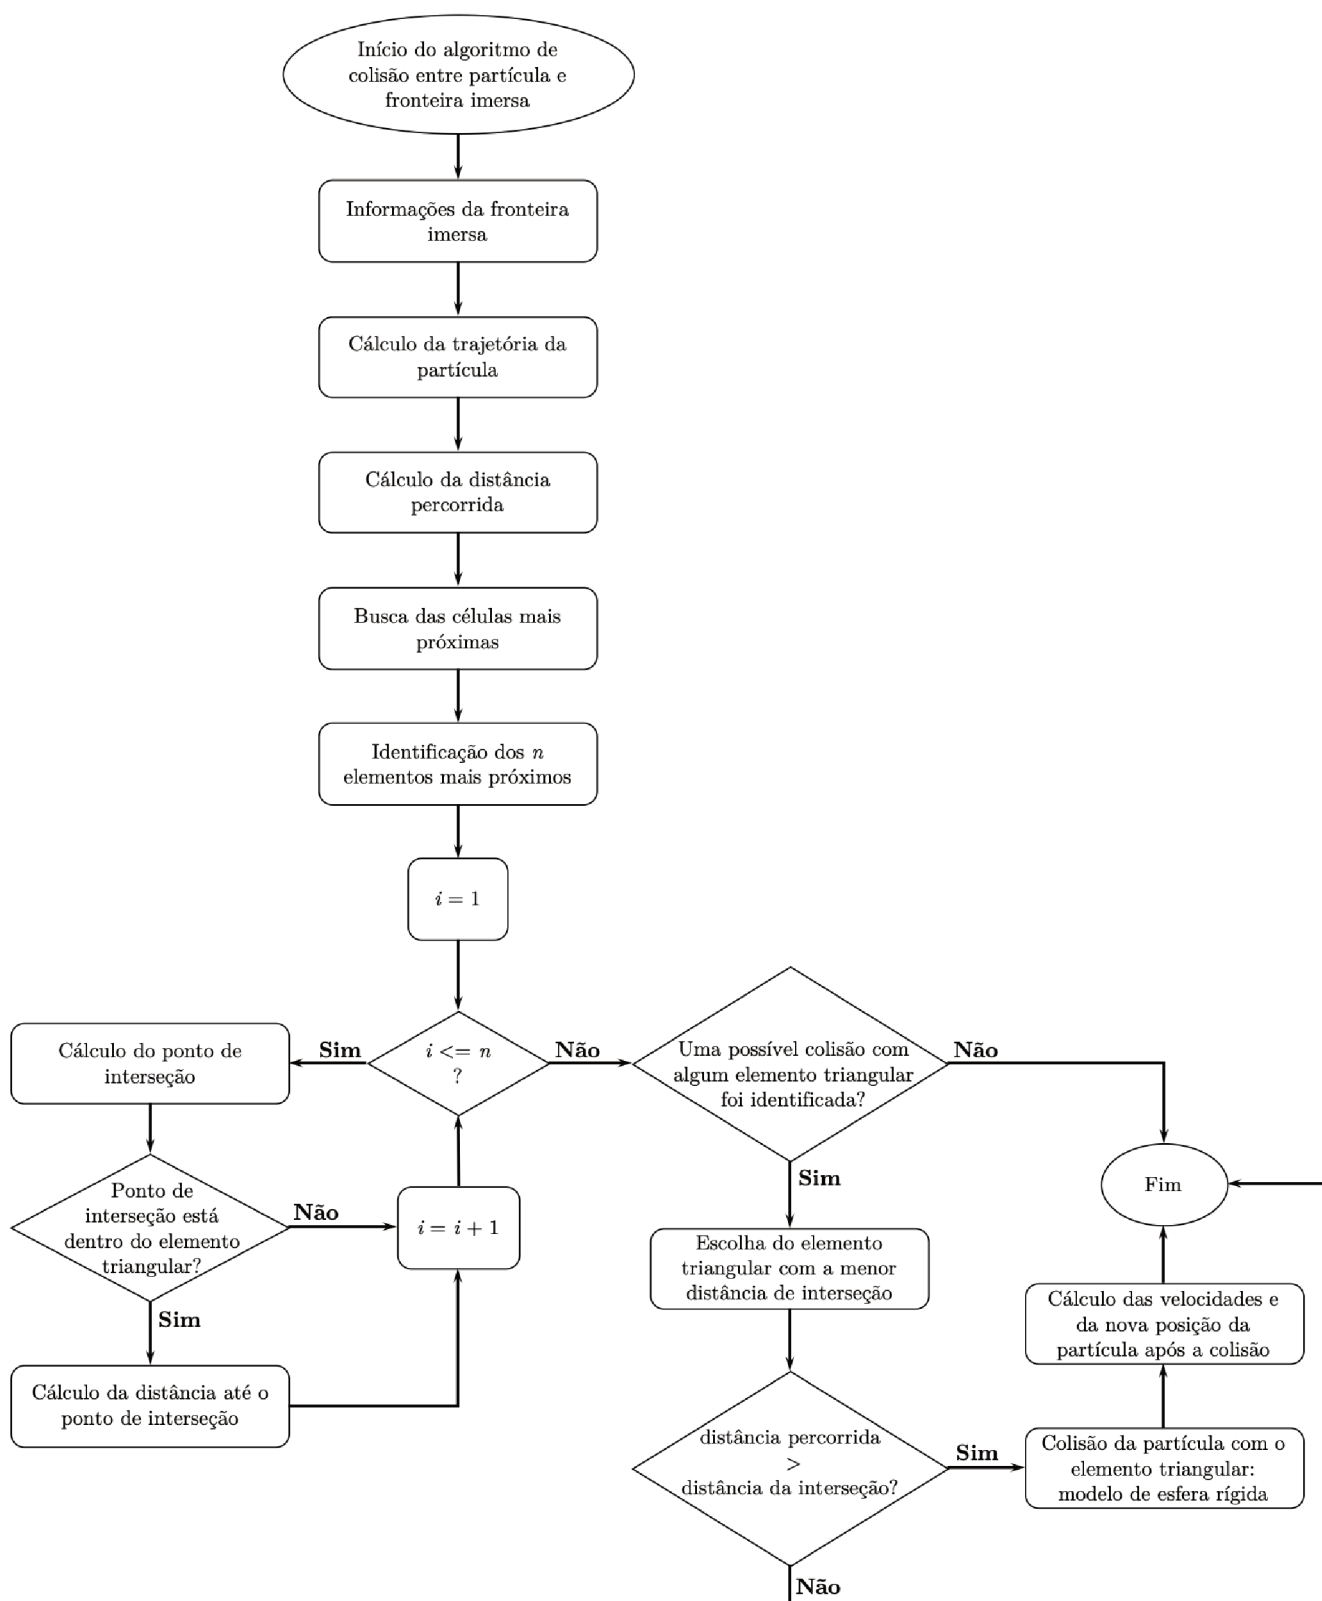 Início do algoritmo de
colisão entre partícula e
fronteira imersa
Informações da fronteira
imersa
Cálculo da trajetória da
partícula
Cálculo da distância
percorrida
Busca das células mais
próximas
Identificação dos n
elementos mais próximos
i = 1
i <= n
?
Sim
Não
Cálculo do ponto de
interseção
Ponto de
interseção está
dentro do elemento
triangular?
Não
i = i + 1
Sim
Cálculo da distância até o
ponto de interseção
Uma possível colisão com
algum elemento triangular
foi identificada?
Não
Sim
Escolha do elemento
triangular com a menor
distância de interseção
distância percorrida
>
distância da interseção?
Sim
Não
Colisão da partícula com o
elemento triangular:
modelo de esfera rígida
Cálculo das velocidades e
da nova posição da
partícula após a colisão
Fim